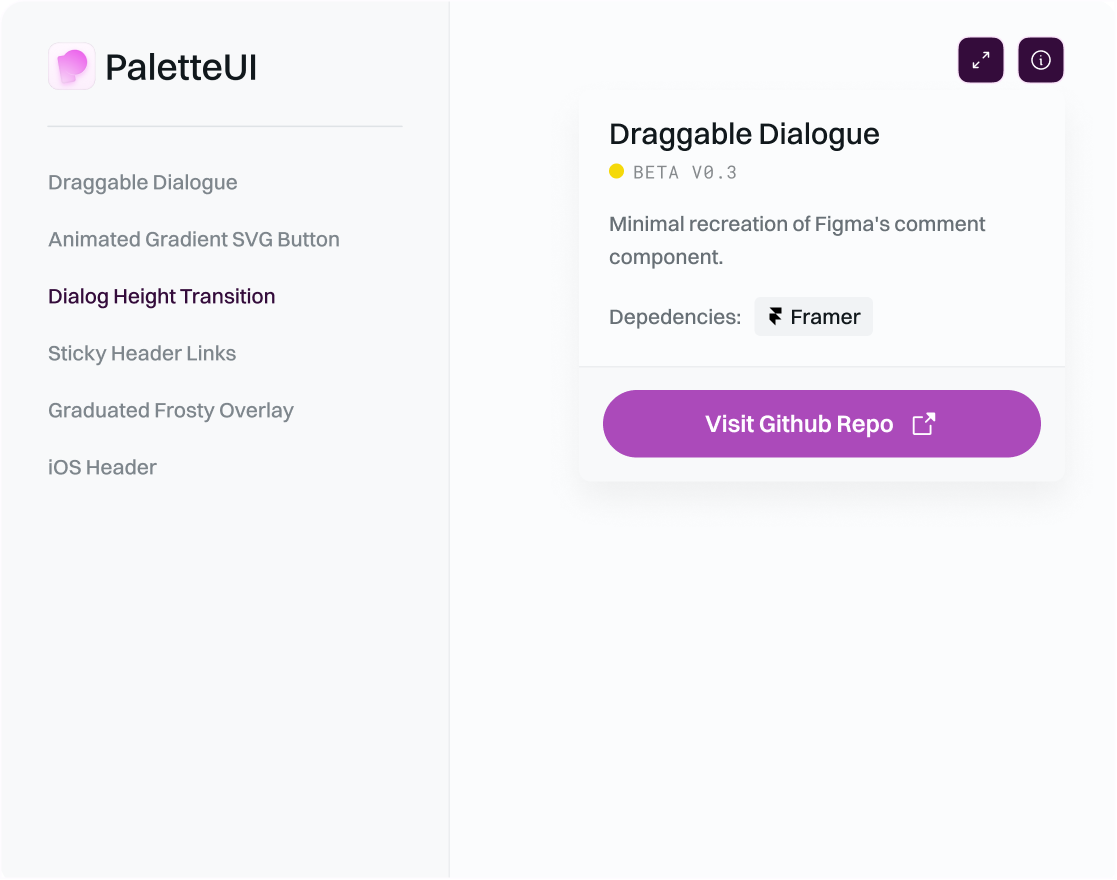 PaletteUI
Draggable Dialogue
Animated Gradient SVG Button
Dialog Height Transition
Sticky Header Links
Graduated Frosty Overlay
iOS Header
Draggable Dialogue
BETA V0.3
Minimal recreation of Figma's comment
component.
Depedencies: Framer
Visit Github Repo